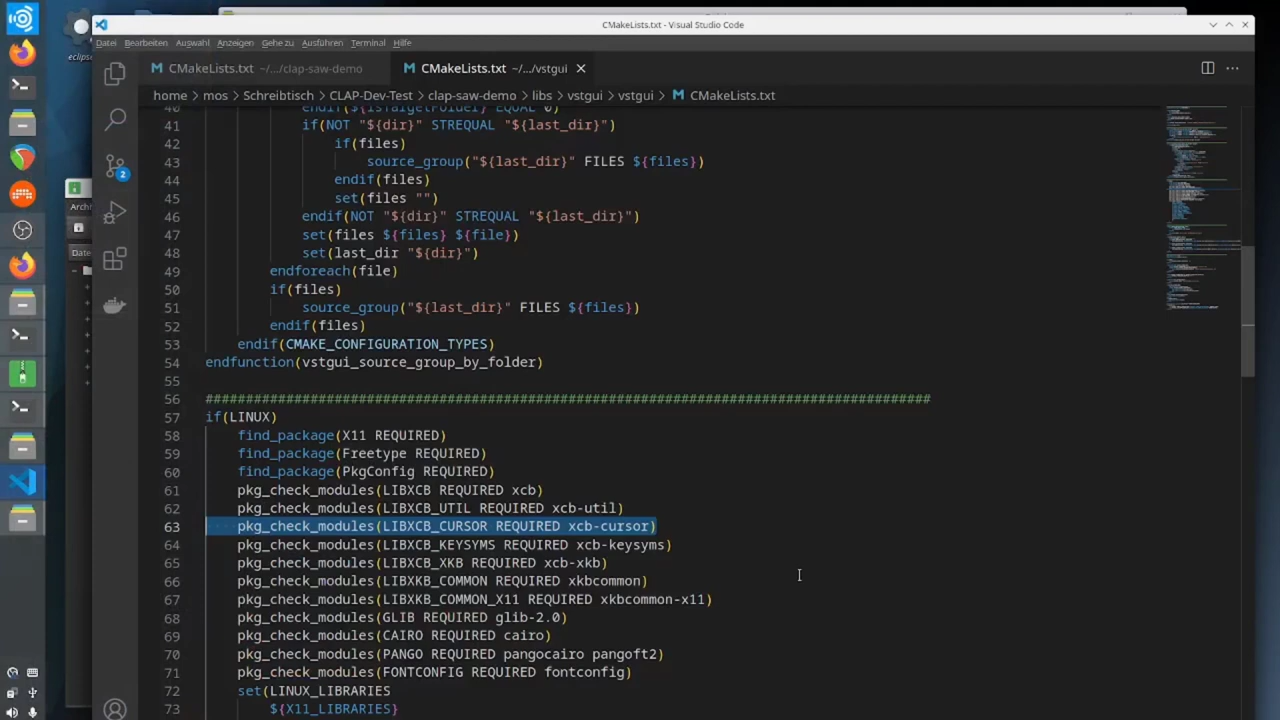 CMakeLists.txt - Visual Studio Code
Datei Bearbeiten Auswahl Anzeigen Gehe zu Ausführen Terminal Hilfe
eclipse
CMakeLists.txt ~/.../clap-saw-demo
CMakeLists.txt ~/.../vstgui
home > mos > Schreibtisch > CLAP-Dev-Test > clap-saw-demo > libs > vstgui > vstgui > CMakeLists.txt
40 endif(${isTargetFolder} EQUAL 0)
41 if(NOT "${dir}" STREQUAL "${last_dir}")
42 if(files)
43 source_group("${last_dir}" FILES ${files})
44 endif(files)
45 set(files "")
46 endif(NOT "${dir}" STREQUAL "${last_dir}")
47 set(files ${files} ${file})
48 set(last_dir "${dir}")
49 endforeach(file)
50 if(files)
51 source_group("${last_dir}" FILES ${files})
52 endif(files)
53 endif(CMAKE_CONFIGURATION_TYPES)
54 endfunction(vstgui_source_group_by_folder)
55
56 ##########################################################################################
57 if(LINUX)
58 find_package(X11 REQUIRED)
59 find_package(Freetype REQUIRED)
60 find_package(PkgConfig REQUIRED)
61 pkg_check_modules(LIBXCB REQUIRED xcb)
62 pkg_check_modules(LIBXCB_UTIL REQUIRED xcb-util)
63 pkg_check_modules(LIBXCB_CURSOR REQUIRED xcb-cursor)
64 pkg_check_modules(LIBXCB_KEYSYMS REQUIRED xcb-keysyms)
65 pkg_check_modules(LIBXCB_XKB REQUIRED xcb-xkb)
66 pkg_check_modules(LIBXKB_COMMON REQUIRED xkbcommon)
67 pkg_check_modules(LIBXKB_COMMON_X11 REQUIRED xkbcommon-x11)
68 pkg_check_modules(GLIB REQUIRED glib-2.0)
69 pkg_check_modules(CAIRO REQUIRED cairo)
70 pkg_check_modules(PANGO REQUIRED pangocairo pangoft2)
71 pkg_check_modules(FONTCONFIG REQUIRED fontconfig)
72 set(LINUX_LIBRARIES
73 ${X11_LIBRARIES}
2
Archi
Date